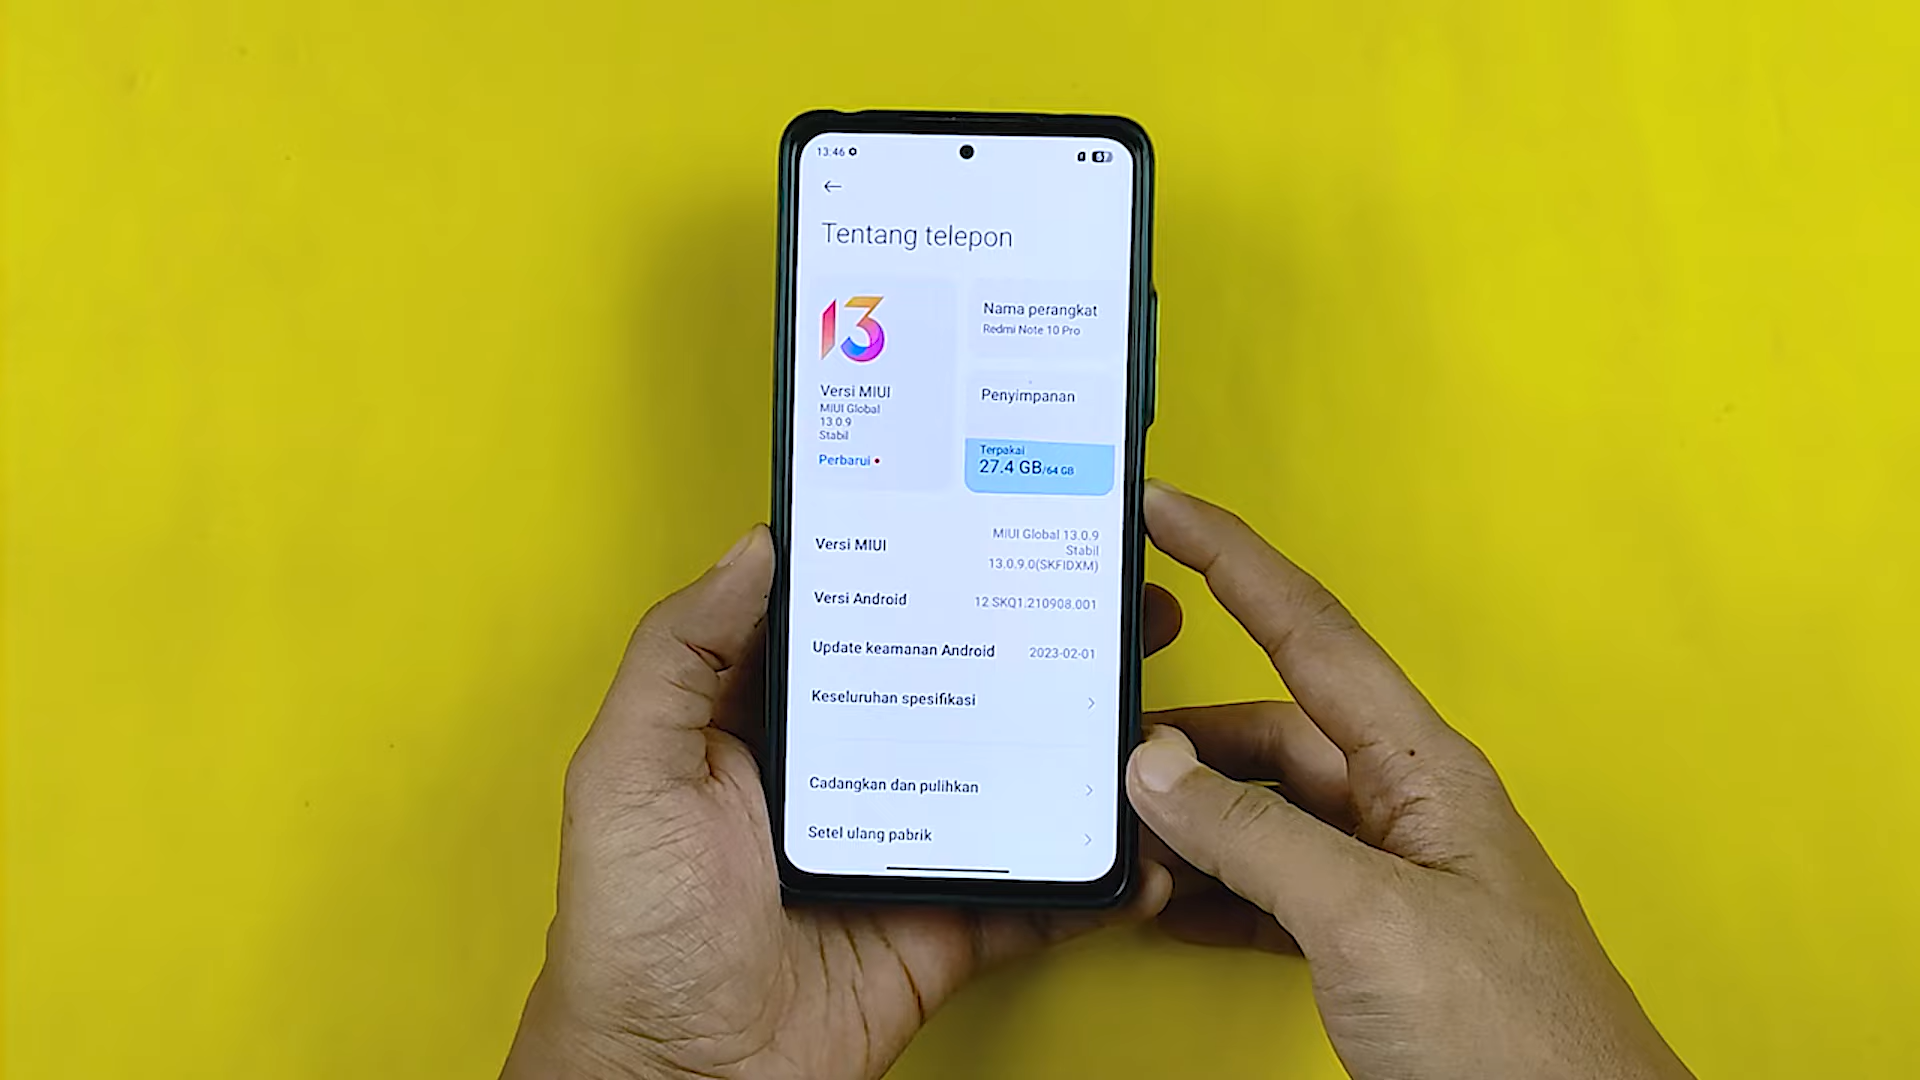 13:46
67
Tentang telepon
13
Versi MIUI
MIUI Global
13.0.9
Stabil
Perbarui
Nama perangkat
Redmi Note 10 Pro
Penyimpanan
Terpakai
27.4 GB/64 GB
Versi MIUI
MIUI Global 13.0.9
Stabil
13.0.9.0(SKFIDXM)
Versi Android
12 SKQ1.210908.001
Update keamanan Android
2023-02-01
Keseluruhan spesifikasi
Cadangkan dan pulihkan
Setel ulang pabrik